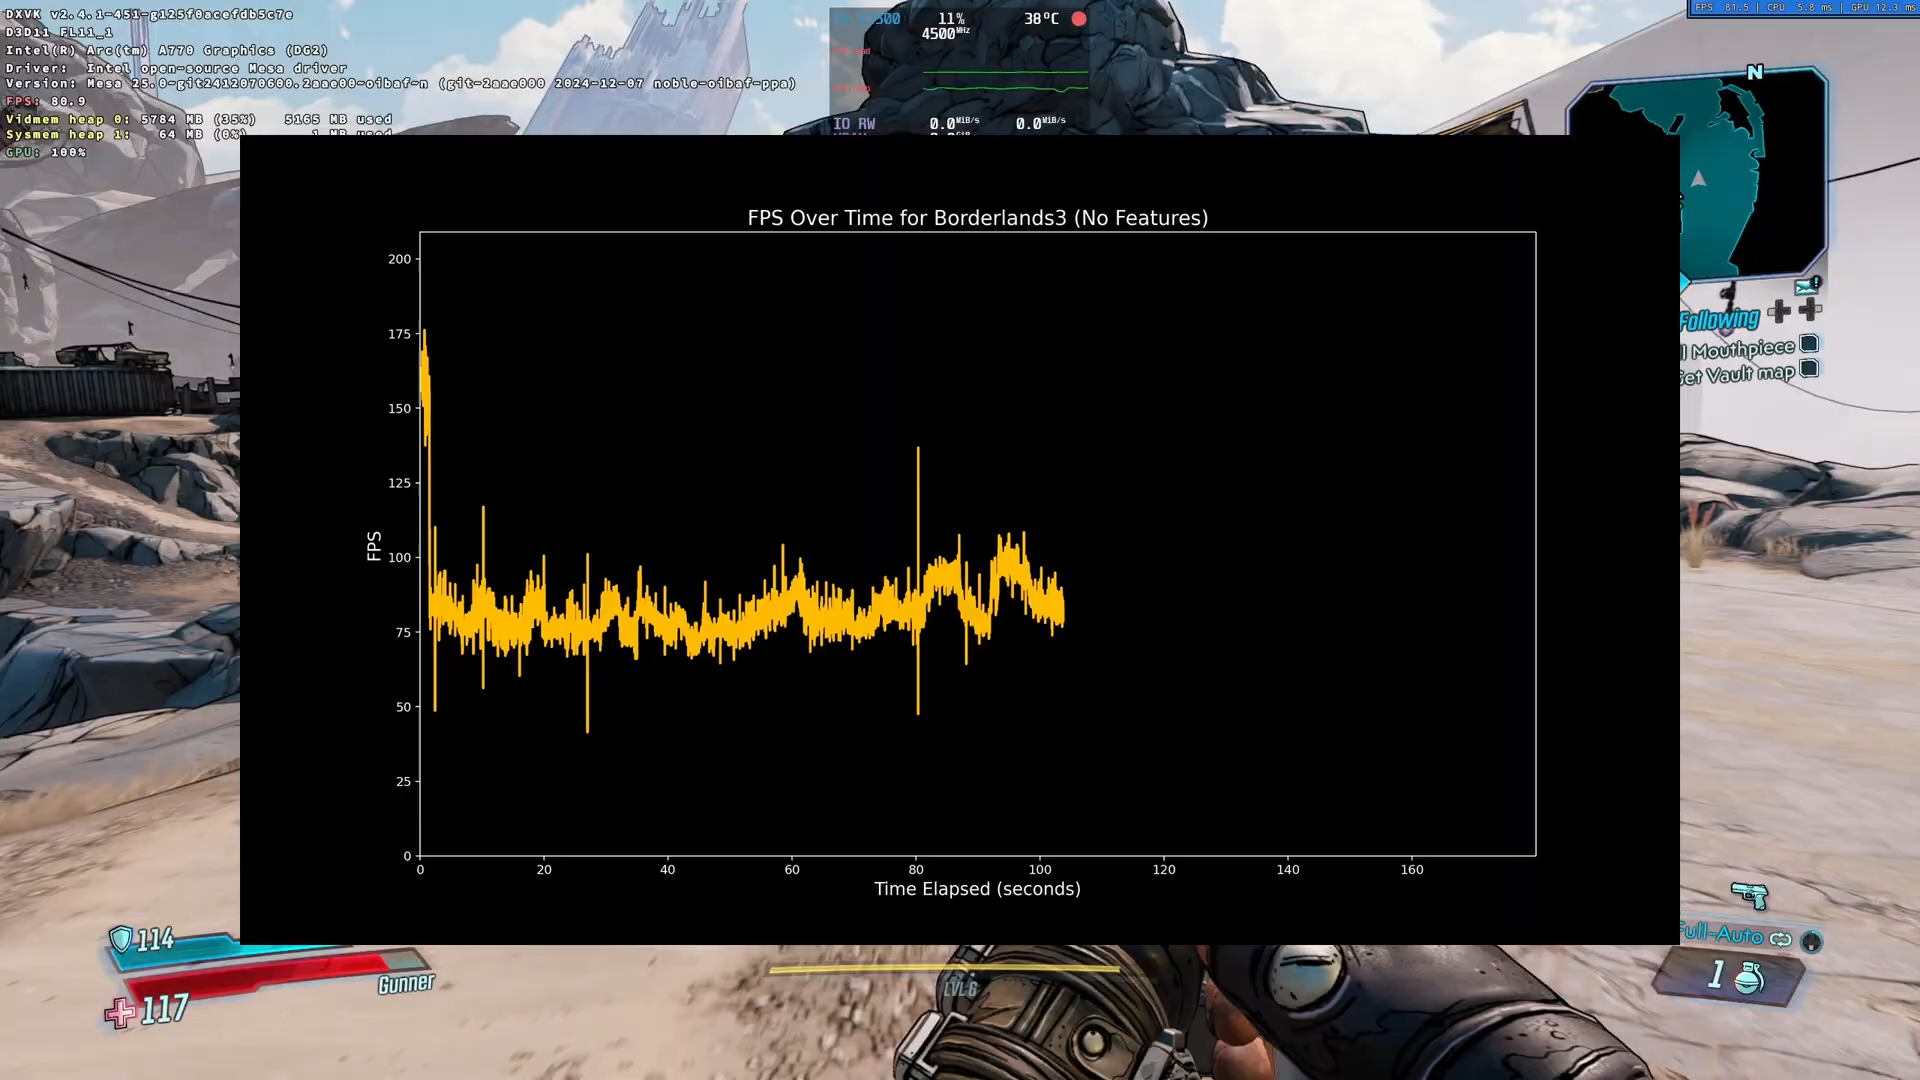 DXVK v2.4.1-451-g125f0acefdb5c7e
D3D11 FL11_1
Intel(R) Arc(tm) A770 Graphics (DG2)
Driver: Intel open-source Mesa driver
Version: Mesa 25.0~git2412070600.2aae00~oibaf~n (git-2aae000 2024-12-07 noble-oibaf-ppa)
FPS: 80.9
Vidmem heap 0: 5784 MB (35%) 5165 MB used
Sysmem heap 1: 64 MB (0%) 1 MB used
GPU: 100%
11% 38°C
4500MHz
IO RW 0.0MiB/s 0.0MiB/s
FPS 81.5 | CPU 5.8 ms | GPU 12.3 ms
N
Following
Mouthpiece
Get Vault map
FPS Over Time for Borderlands3 (No Features)
200
175
150
125
100
75
50
25
0
FPS
0 20 40 60 80 100 120 140 160
Time Elapsed (seconds)
114
117
Gunner
LVL 6
Full-Auto
1